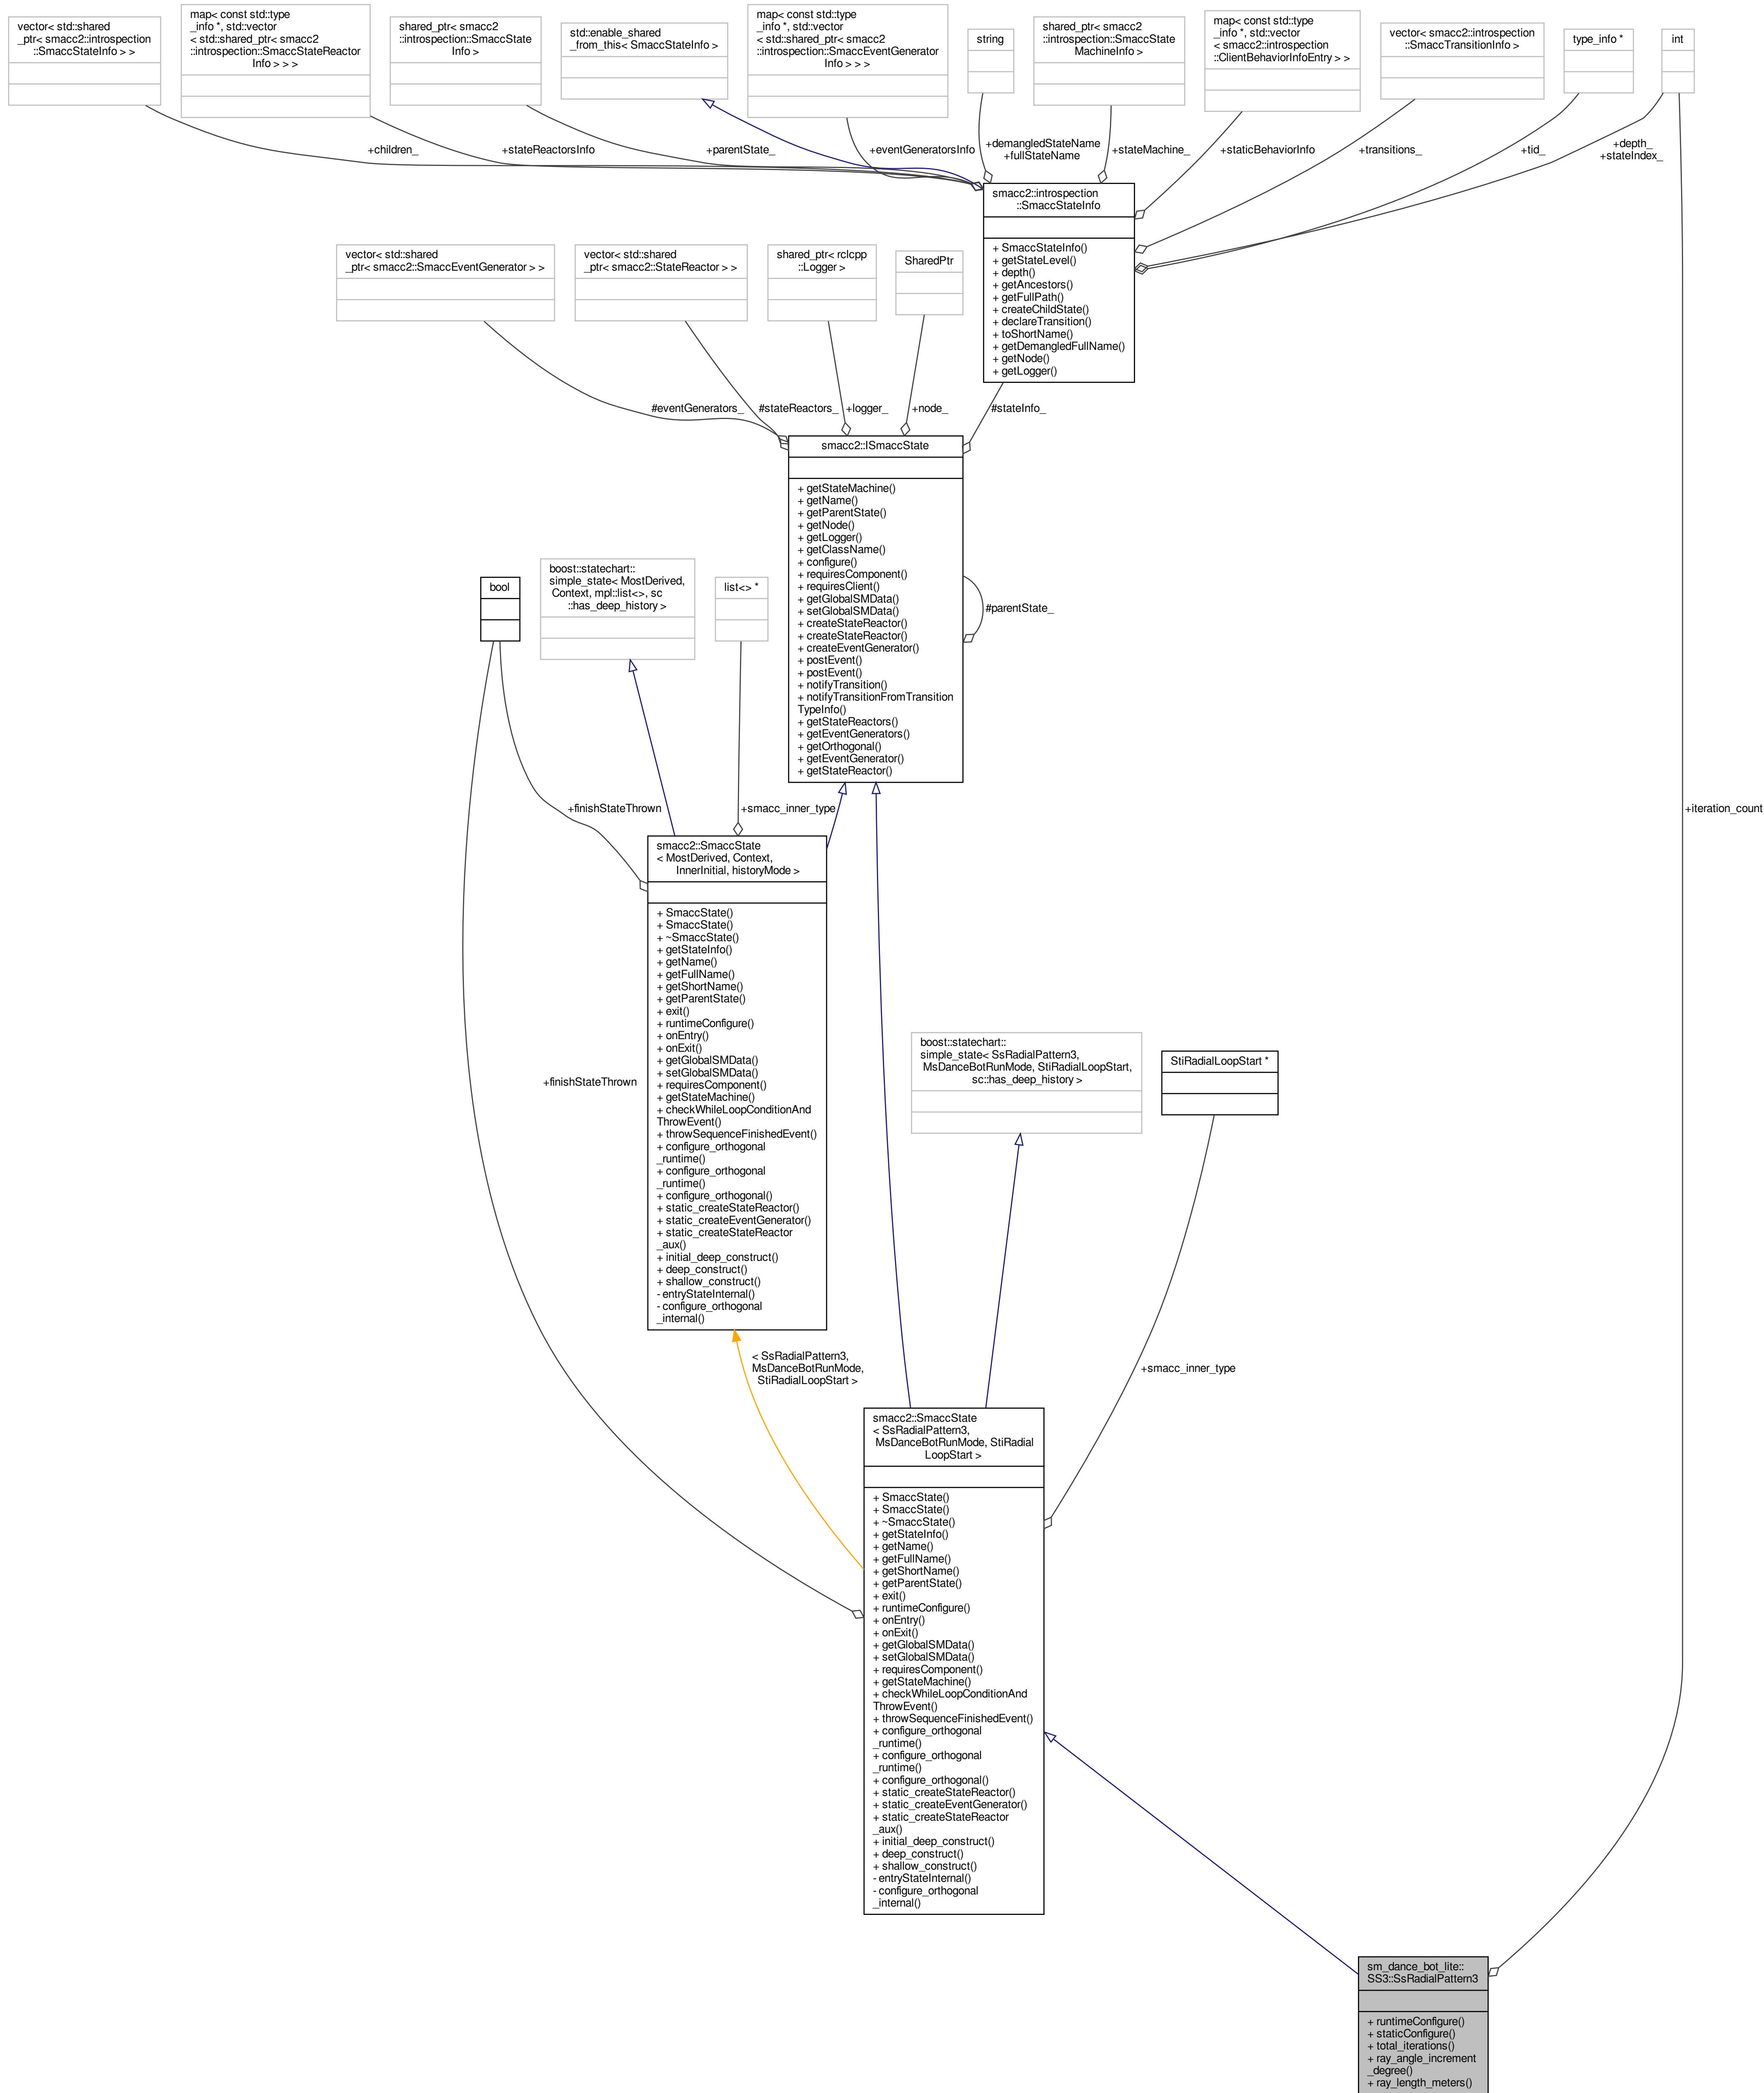 vector< std::shared
_ptr< smacc2::introspection
::SmaccStateInfo > >
map< const std::type
_info *, std::vector
< std::shared_ptr< smacc2
::introspection::SmaccStateReactor
Info > > >
shared_ptr< smacc2
::introspection::SmaccState
Info >
std::enable_shared
_from_this< SmaccStateInfo >
map< const std::type
_info *, std::vector
< std::shared_ptr< smacc2
::introspection::SmaccEventGenerator
Info > > >
string
shared_ptr< smacc2
::introspection::SmaccState
MachineInfo >
map< const std::type
_info *, std::vector
< smacc2::introspection
::ClientBehaviorInfoEntry > >
vector< smacc2::introspection
::SmaccTransitionInfo >
type_info *
int
+children_
+stateReactorsInfo
+parentState_
+eventGeneratorsInfo
+demangledStateName
+fullStateName
+stateMachine_
+staticBehaviorInfo
+transitions_
+tid_
+depth_
+stateIndex_
smacc2::introspection
::SmaccStateInfo
+ SmaccStateInfo()
+ getStateLevel()
+ depth()
+ getAncestors()
+ getFullPath()
+ createChildState()
+ declareTransition()
+ toShortName()
+ getDemangledFullName()
+ getNode()
+ getLogger()
vector< std::shared
_ptr< smacc2::SmaccEventGenerator > >
vector< std::shared
_ptr< smacc2::StateReactor > >
shared_ptr< rclcpp
::Logger >
SharedPtr
#eventGenerators_
#stateReactors_
+logger_
+node_
#stateInfo_
smacc2::ISmaccState
+ getStateMachine()
+ getName()
+ getParentState()
+ getNode()
+ getLogger()
+ getClassName()
+ configure()
+ requiresComponent()
+ requiresClient()
+ getGlobalSMData()
+ setGlobalSMData()
+ createStateReactor()
+ createStateReactor()
+ createEventGenerator()
+ postEvent()
+ postEvent()
+ notifyTransition()
+ notifyTransitionFromTransition
TypeInfo()
+ getStateReactors()
+ getEventGenerators()
+ getOrthogonal()
+ getEventGenerator()
+ getStateReactor()
#parentState_
bool
boost::statechart::
simple_state< MostDerived,
Context, mpl::list<>, sc
::has_deep_history >
list<> *
+finishStateThrown
+smacc_inner_type
+iteration_count
smacc2::SmaccState
< MostDerived, Context,
InnerInitial, historyMode >
+ SmaccState()
+ SmaccState()
+ ~SmaccState()
+ getStateInfo()
+ getName()
+ getFullName()
+ getShortName()
+ getParentState()
+ exit()
+ runtimeConfigure()
+ onEntry()
+ onExit()
+ getGlobalSMData()
+ setGlobalSMData()
+ requiresComponent()
+ getStateMachine()
+ checkWhileLoopConditionAnd
ThrowEvent()
+ throwSequenceFinishedEvent()
+ configure_orthogonal
_runtime()
+ configure_orthogonal
_runtime()
+ configure_orthogonal()
+ static_createStateReactor()
+ static_createEventGenerator()
+ static_createStateReactor
_aux()
+ initial_deep_construct()
+ deep_construct()
+ shallow_construct()
- entryStateInternal()
- configure_orthogonal
_internal()
+finishStateThrown
boost::statechart::
simple_state< SsRadialPattern3,
MsDanceBotRunMode, StiRadialLoopStart,
sc::has_deep_history >
StiRadialLoopStart *
< SsRadialPattern3,
MsDanceBotRunMode,
StiRadialLoopStart >
+smacc_inner_type
smacc2::SmaccState
< SsRadialPattern3,
MsDanceBotRunMode, StiRadial
LoopStart >
+ SmaccState()
+ SmaccState()
+ ~SmaccState()
+ getStateInfo()
+ getName()
+ getFullName()
+ getShortName()
+ getParentState()
+ exit()
+ runtimeConfigure()
+ onEntry()
+ onExit()
+ getGlobalSMData()
+ setGlobalSMData()
+ requiresComponent()
+ getStateMachine()
+ checkWhileLoopConditionAnd
ThrowEvent()
+ throwSequenceFinishedEvent()
+ configure_orthogonal
_runtime()
+ configure_orthogonal
_runtime()
+ configure_orthogonal()
+ static_createStateReactor()
+ static_createEventGenerator()
+ static_createStateReactor
_aux()
+ initial_deep_construct()
+ deep_construct()
+ shallow_construct()
- entryStateInternal()
- configure_orthogonal
_internal()
sm_dance_bot_lite::
SS3::SsRadialPattern3
+ runtimeConfigure()
+ staticConfigure()
+ total_iterations()
+ ray_angle_increment
_degree()
+ ray_length_meters()